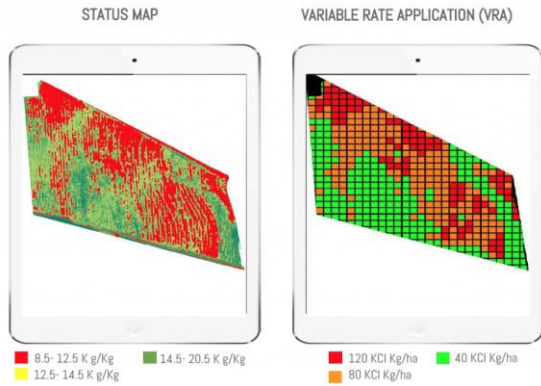 STATUS MAP
VARIABLE RATE APPLICATION (VRA)
8.5- 12.5 K g/Kg
14.5- 20.5 K g/Kg
12.5- 14.5 K g/Kg
120 KCl Kg/ha
40 KCl Kg/ha
80 KCl Kg/ha